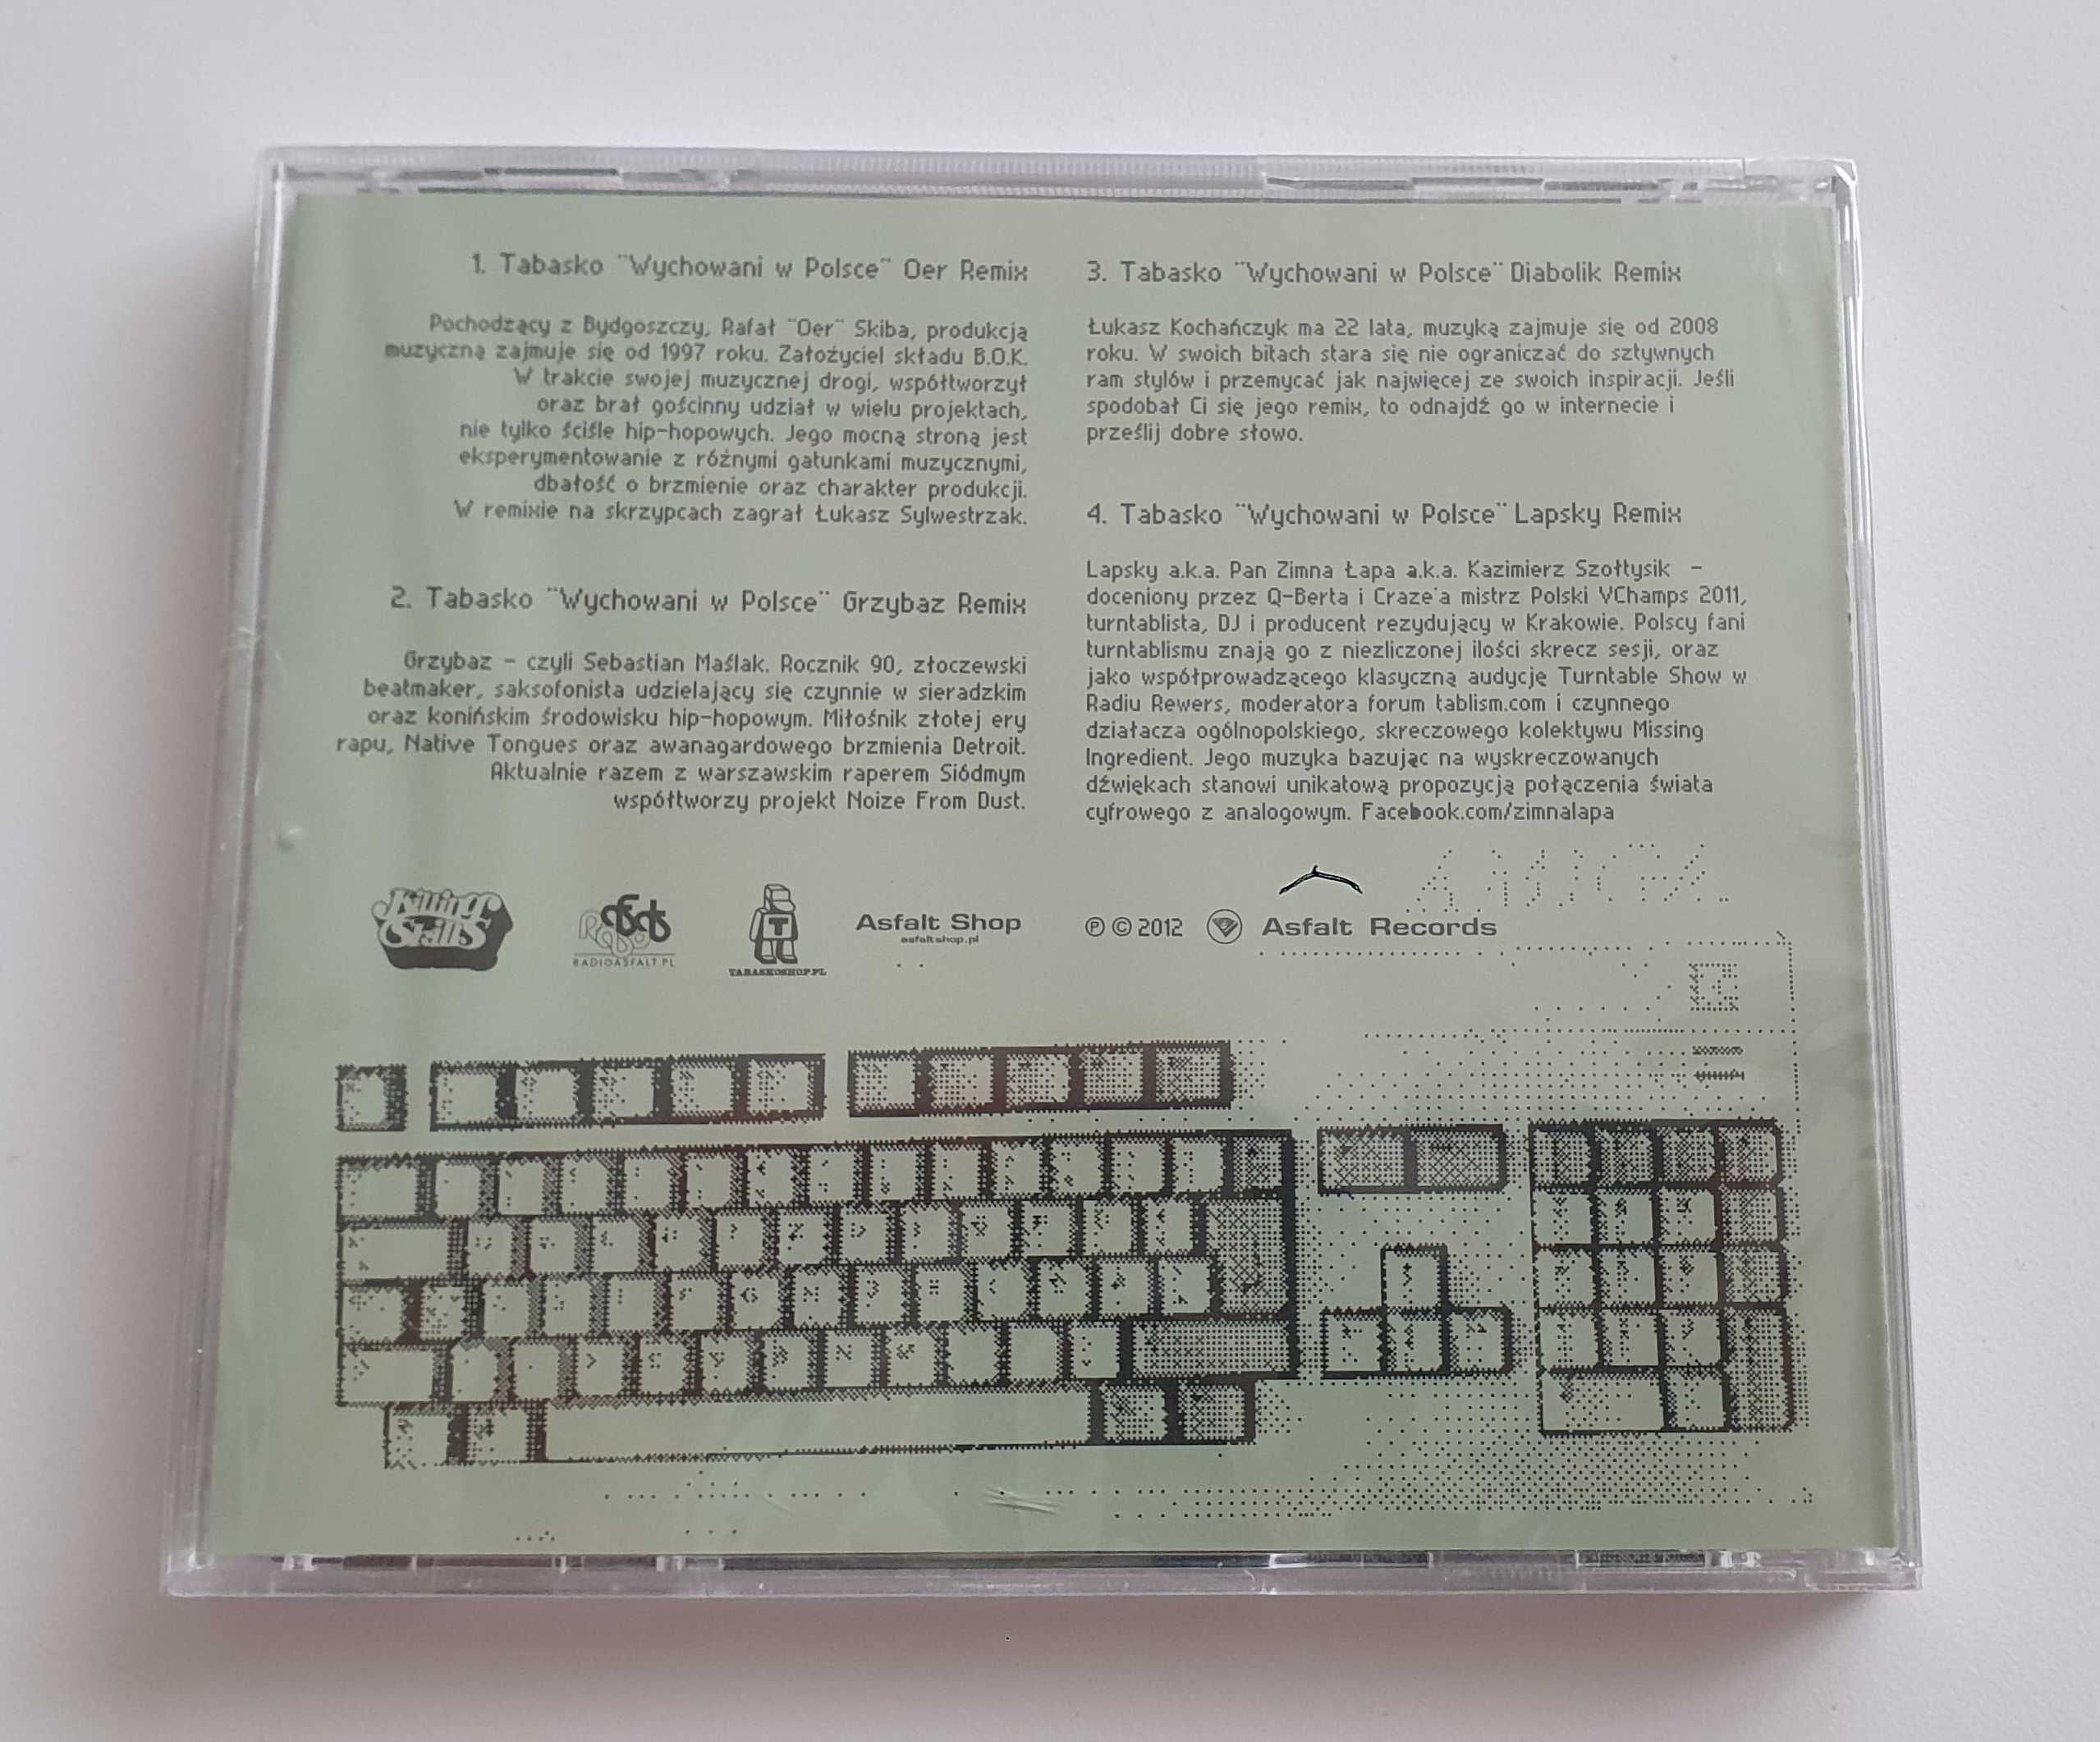 1. Tabasko "Wychowani w Polsce" Oer Remix
Pochodzący z Bydgoszczy, Rafał "Oer" Skiba, produkcją
muzyczną zajmuje się od 1997 roku. Założyciel składu B.O.K.
W trakcie swojej muzycznej drogi, współtworzył
oraz brał gościnny udział w wielu projektach,
nie tylko ściśle hip-hopowych. Jego mocną stroną jest
eksperymentowanie z różnymi gatunkami muzycznymi,
dbałość o brzmienie oraz charakter produkcji.
W remixie na skrzypcach zagrał Łukasz Sylwestrzak.
2. Tabasko "Wychowani w Polsce" Grzybaz Remix
Grzybaz - czyli Sebastian Maślak. Rocznik 90, złoczewski
beatmaker, saksofonista udzielający się czynnie w sieradzkim
oraz konińskim środowisku hip-hopowym. Miłośnik złotej ery
rapu, Native Tongues oraz awanagardowego brzmienia Detroit.
Aktualnie razem z warszawskim raperem Siódmym
współtworzy projekt Noize From Dust.
3. Tabasko "Wychowani w Polsce" Diabolik Remix
Łukasz Kochańczyk ma 22 lata, muzyką zajmuje się od 2008
roku. W swoich bitach stara się nie ograniczać do sztywnych
ram stylów i przemycać jak najwięcej ze swoich inspiracji. Jeśli
spodobał Ci się jego remix, to odnajdź go w internecie i
prześlij dobre słowo.
4. Tabasko "Wychowani w Polsce" Lapsky Remix
Lapsky a.k.a. Pan Zimna Łapa a.k.a. Kazimierz Szołtysik -
doceniony przez Q-Berta i Craze'a mistrz Polski VChamps 2011,
turntablista, DJ i producent rezydujący w Krakowie. Polscy fani
turntablismu znają go z niezliczonej ilości skrecz sesji, oraz
jako współprowadzącego klasyczną audycję Turntable Show w
Radiu Rewers, moderatora forum tablism.com i czynnego
działacza ogólnopolskiego, skreczowego kolektywu Missing
Ingredient. Jego muzyka bazując na wyskreczowanych
dźwiękach stanowi unikatową propozycją połączenia świata
cyfrowego z analogowym. Facebook.com/zimnalapa
Killing Skills
RADIOASFALT.PL
T
TABASKOSHOP.PL
Asfalt Shop
asfaltshop.pl
℗ © 2012 Asfalt Records